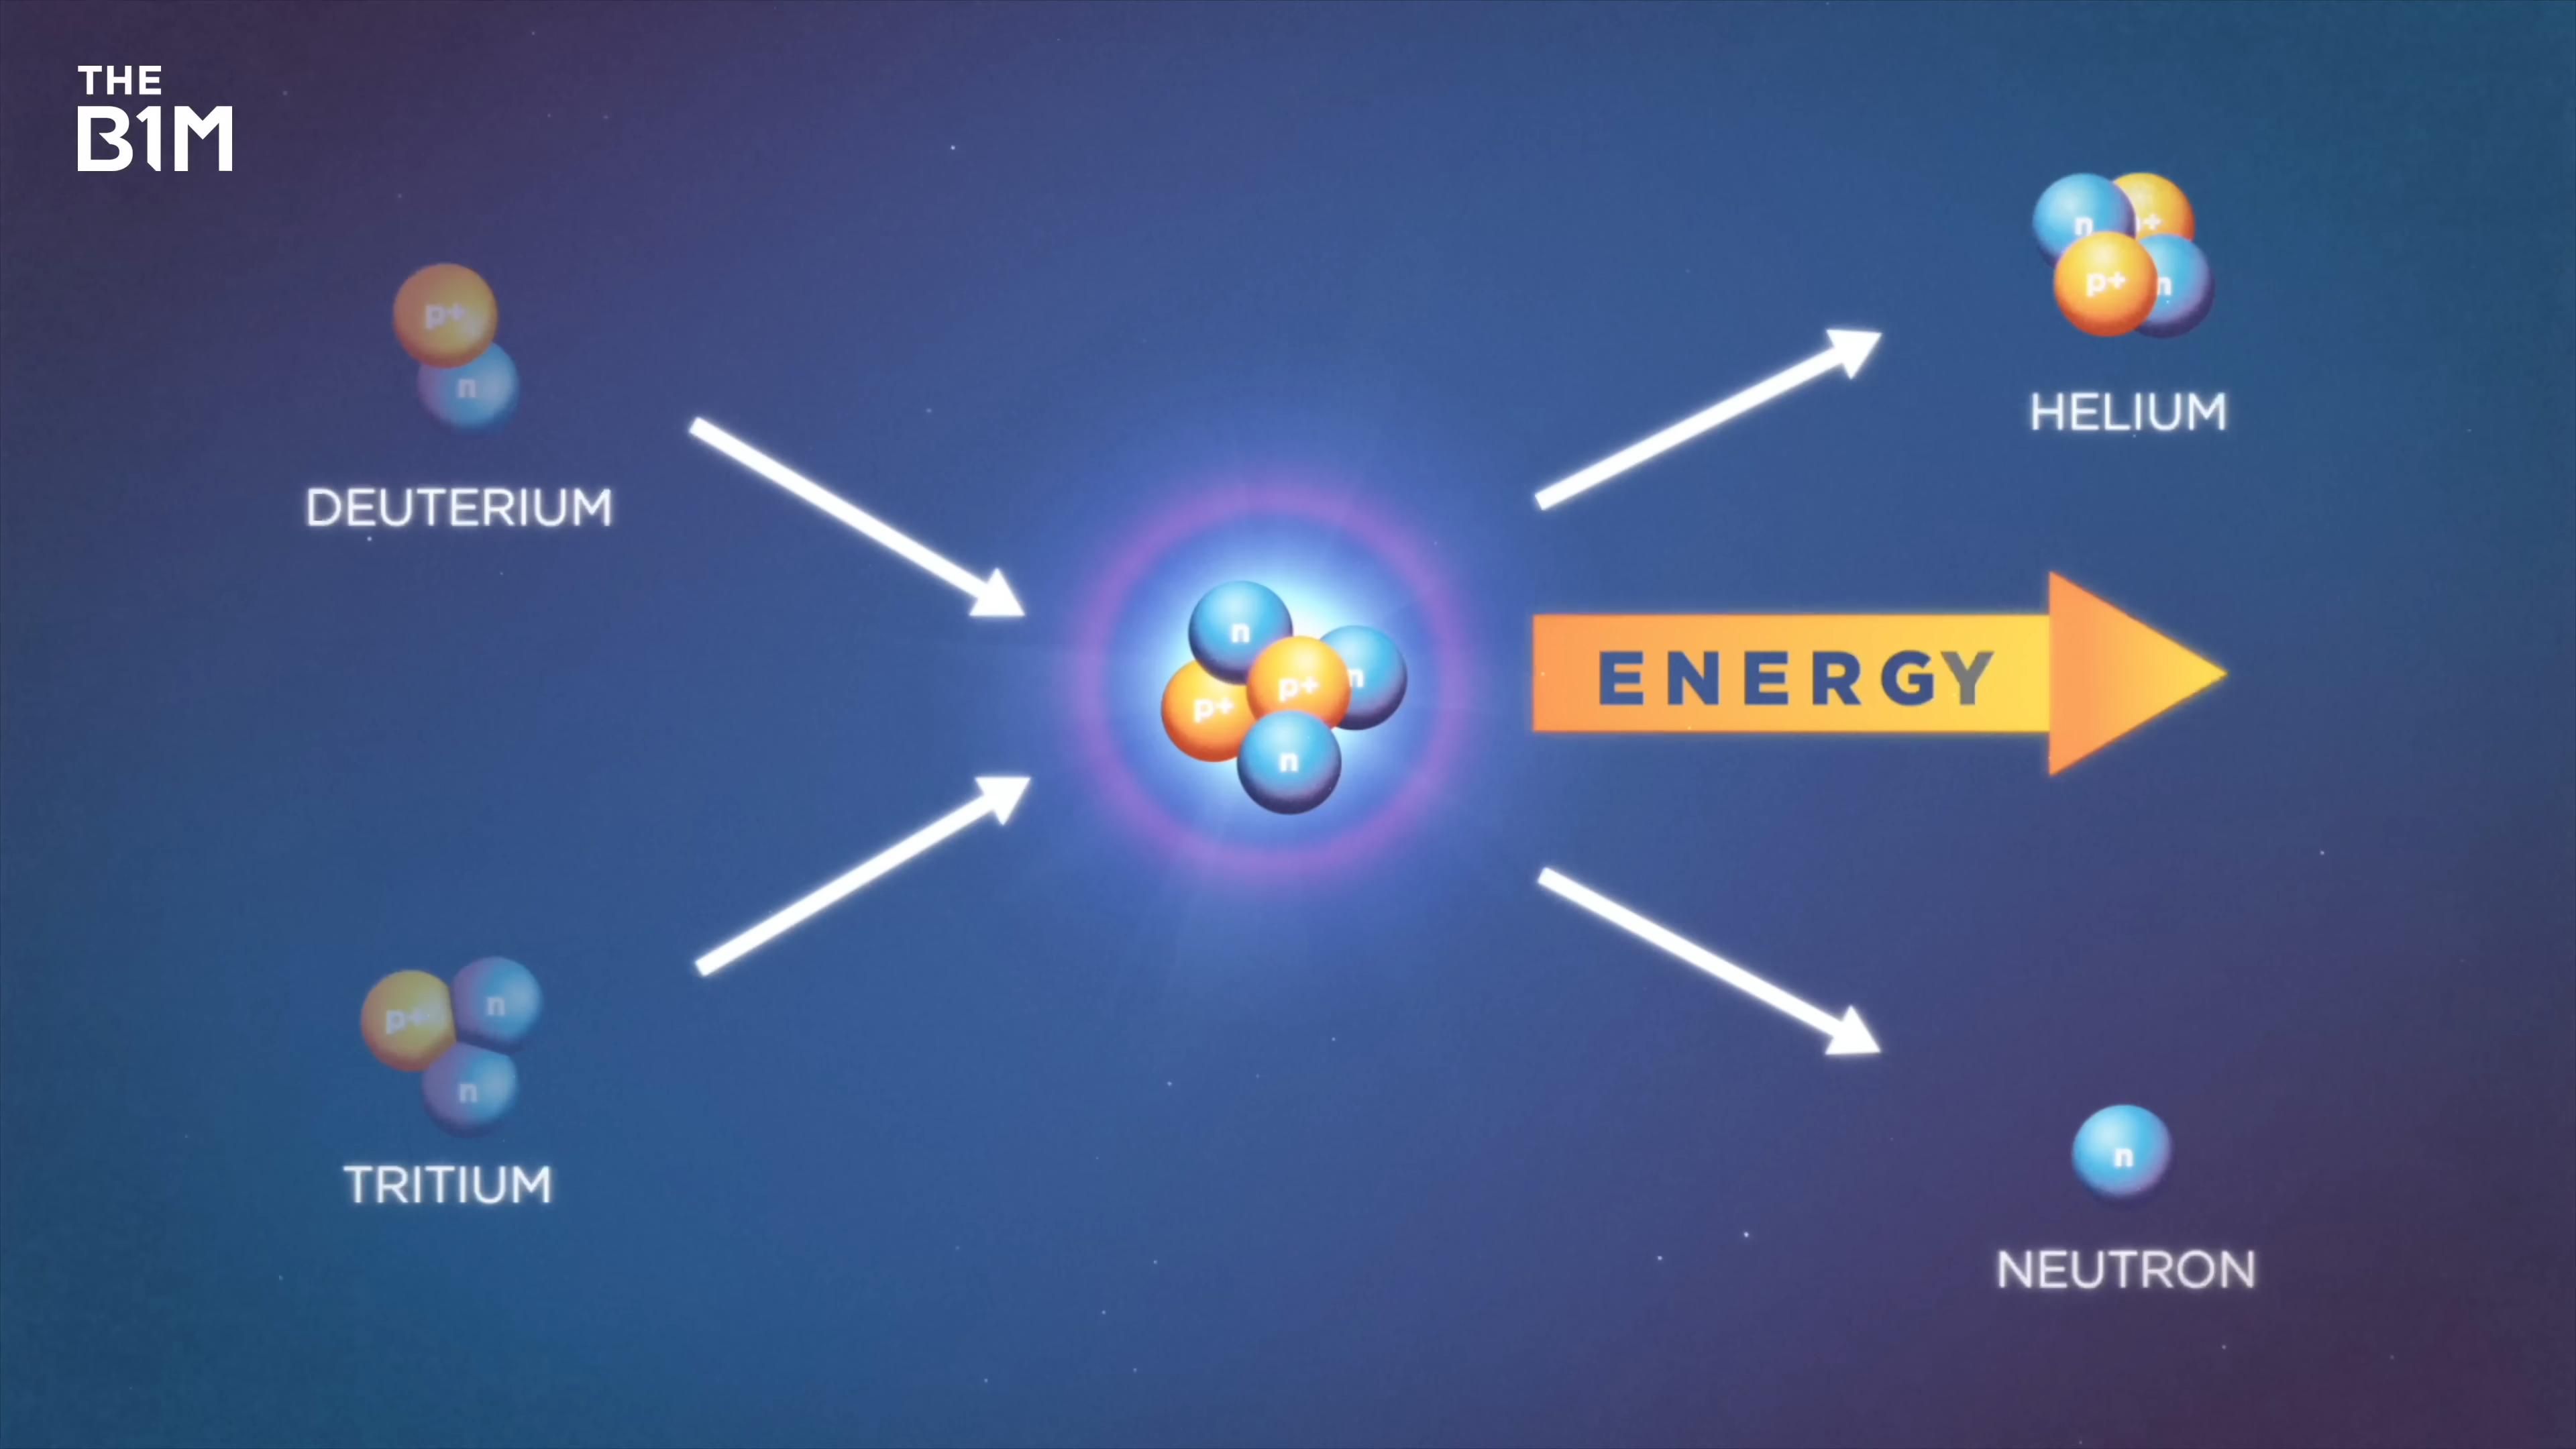 THE
B1M
p+
n
DEUTERIUM
p+
n
n
TRITIUM
n
p+
p+
n
n
ENERGY
n
p+
p+
n
HELIUM
n
NEUTRON